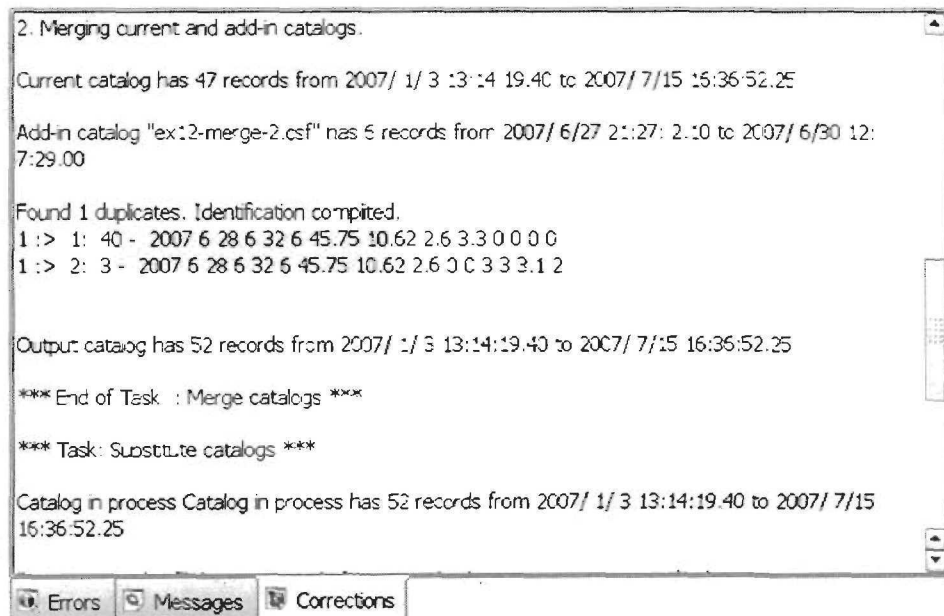 2. Merging current and add-in catalogs.
Current catalog has 47 records from 2007/ 1/ 3 13:14 19.40 to 2007/ 7/15 16:36:52.25
Add-in catalog "ex12-merge-2.csf" has 6 records from 2007/ 6/27 21:27: 2.10 to 2007/ 6/30 12:
7:29.00
Found 1 duplicates. Identification complited.
1 :> 1: 40 - 2007 6 28 6 32 6 45.75 10.62 2.6 3.3 0 0 0 0
1 :> 2: 3 - 2007 6 28 6 32 6 45.75 10.62 2.6 0 0 3 3 3.1 2
Output catalog has 52 records from 2007/ 1/ 3 13:14:19.40 to 2007/ 7/15 16:36:52.25
*** End of Task : Merge catalogs ***
*** Task: Substitute catalogs ***
Catalog in process Catalog in process has 52 records from 2007/ 1/ 3 13:14:19.40 to 2007/ 7/15
16:36:52.25
Errors Messages Corrections